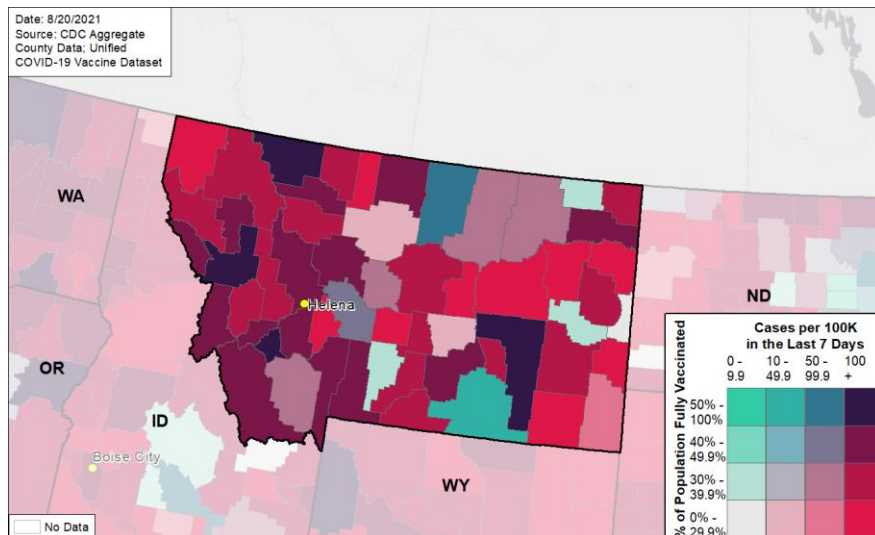 Date: 8/20/2021
Source: CDC Aggregate
County Data; Unified
COVID-19 Vaccine Dataset
WA
Helena
ND
OR
ID
Boise City
WY
No Data
Cases per 100K
in the Last 7 Days
0 -
9.9
10 -
49.9
50 -
99.9
100
+
% of Population Fully Vaccinated
50% -
100%
40% -
49.9%
30% -
39.9%
0% -
29.9%